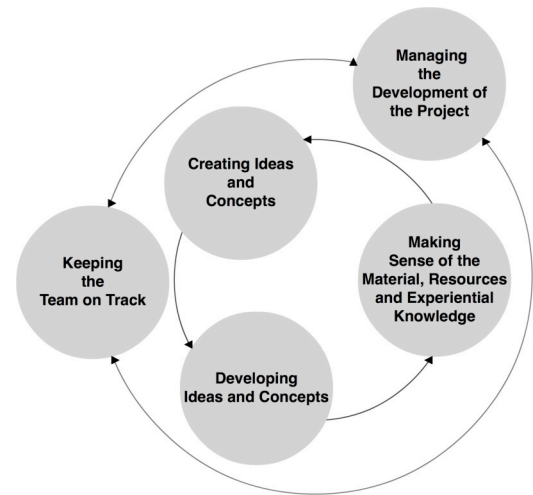 Managing
the
Development of
the Project
Creating Ideas
and
Concepts
Making
Sense of the
Material, Resources
and Experiential
Knowledge
Keeping
the
Team on Track
Developing
Ideas and Concepts